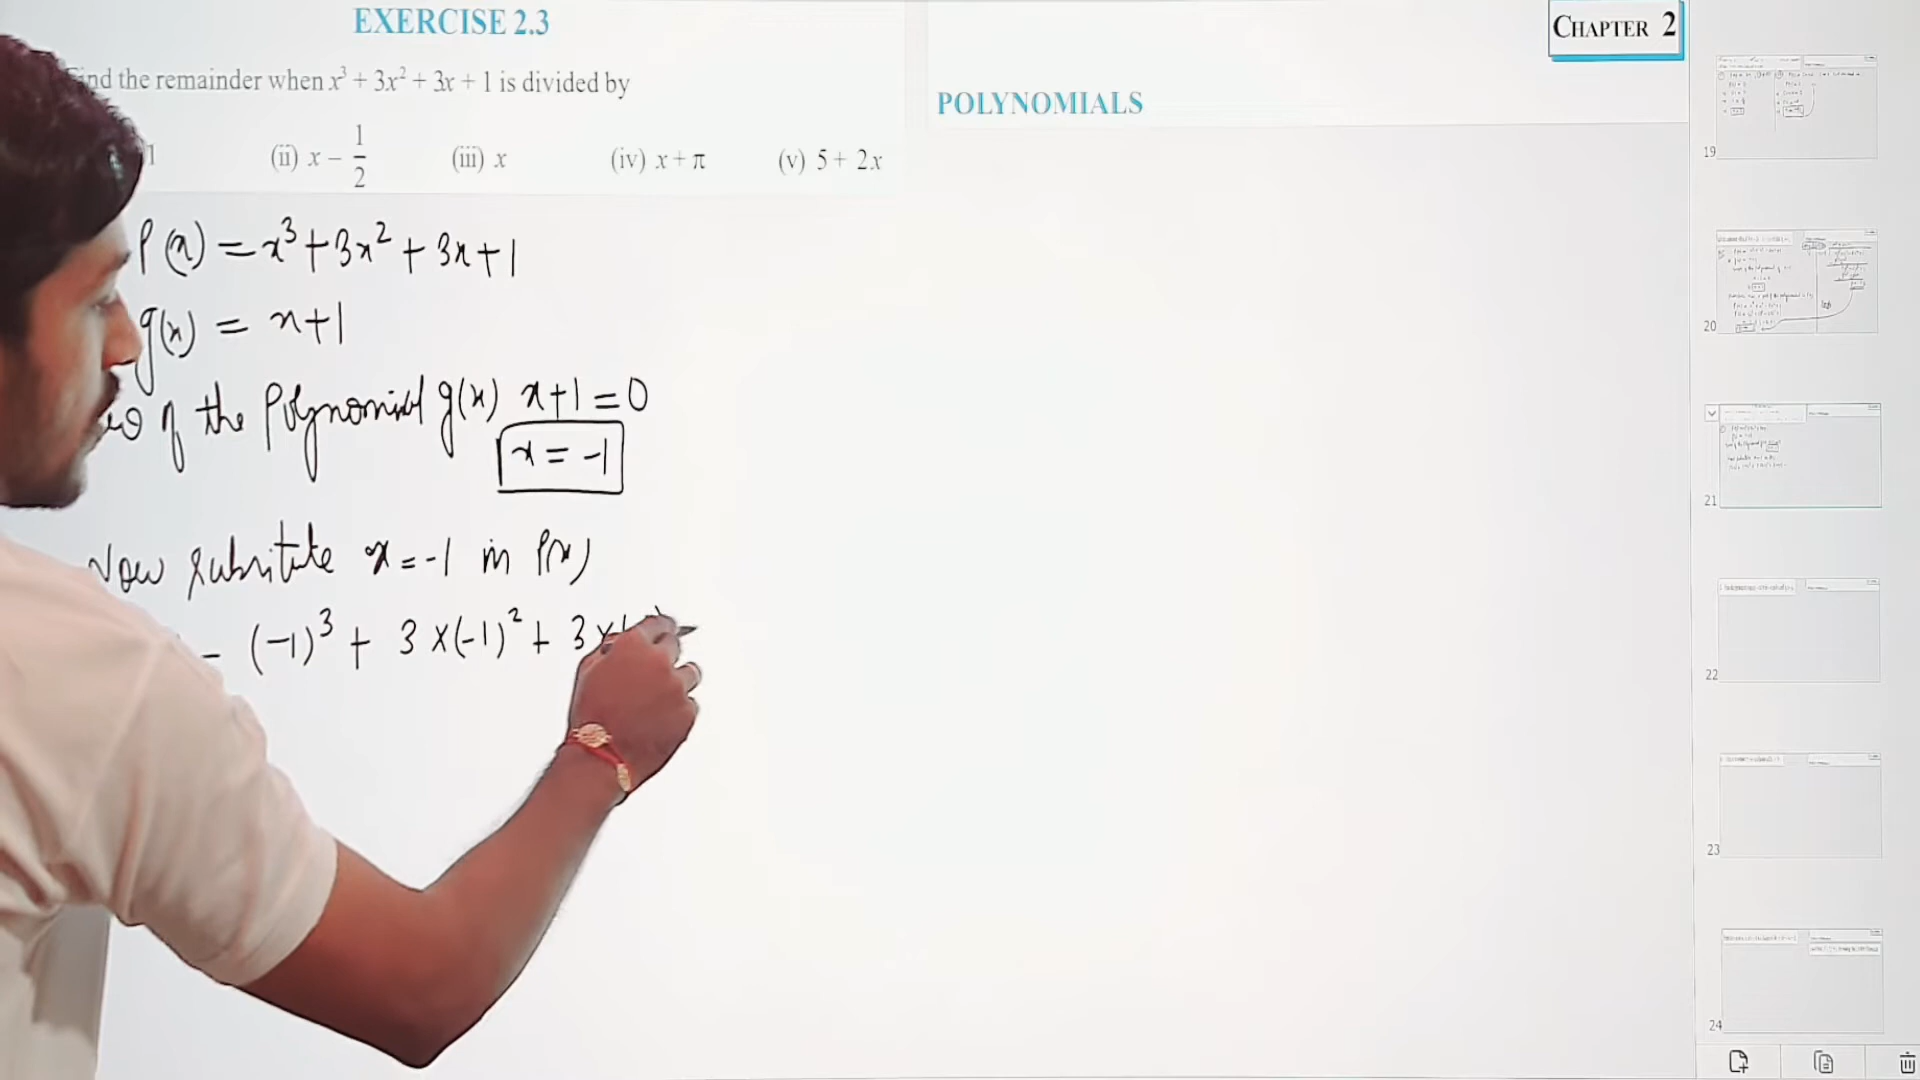 EXERCISE 2.3
CHAPTER 2
Find the remainder when x³ + 3x² + 3x + 1 is divided by
POLYNOMIALS
1 (ii) x − 1/2 (iii) x (iv) x + π (v) 5 + 2x
P(x) = x³ + 3x² + 3x + 1
g(x) = x + 1
of the Polynomial g(x) x + 1 = 0
x = -1
Now substitute x = -1 in P(x)
(-1)³ + 3 × (-1)² + 3 ×
19
20
21
22
23
24